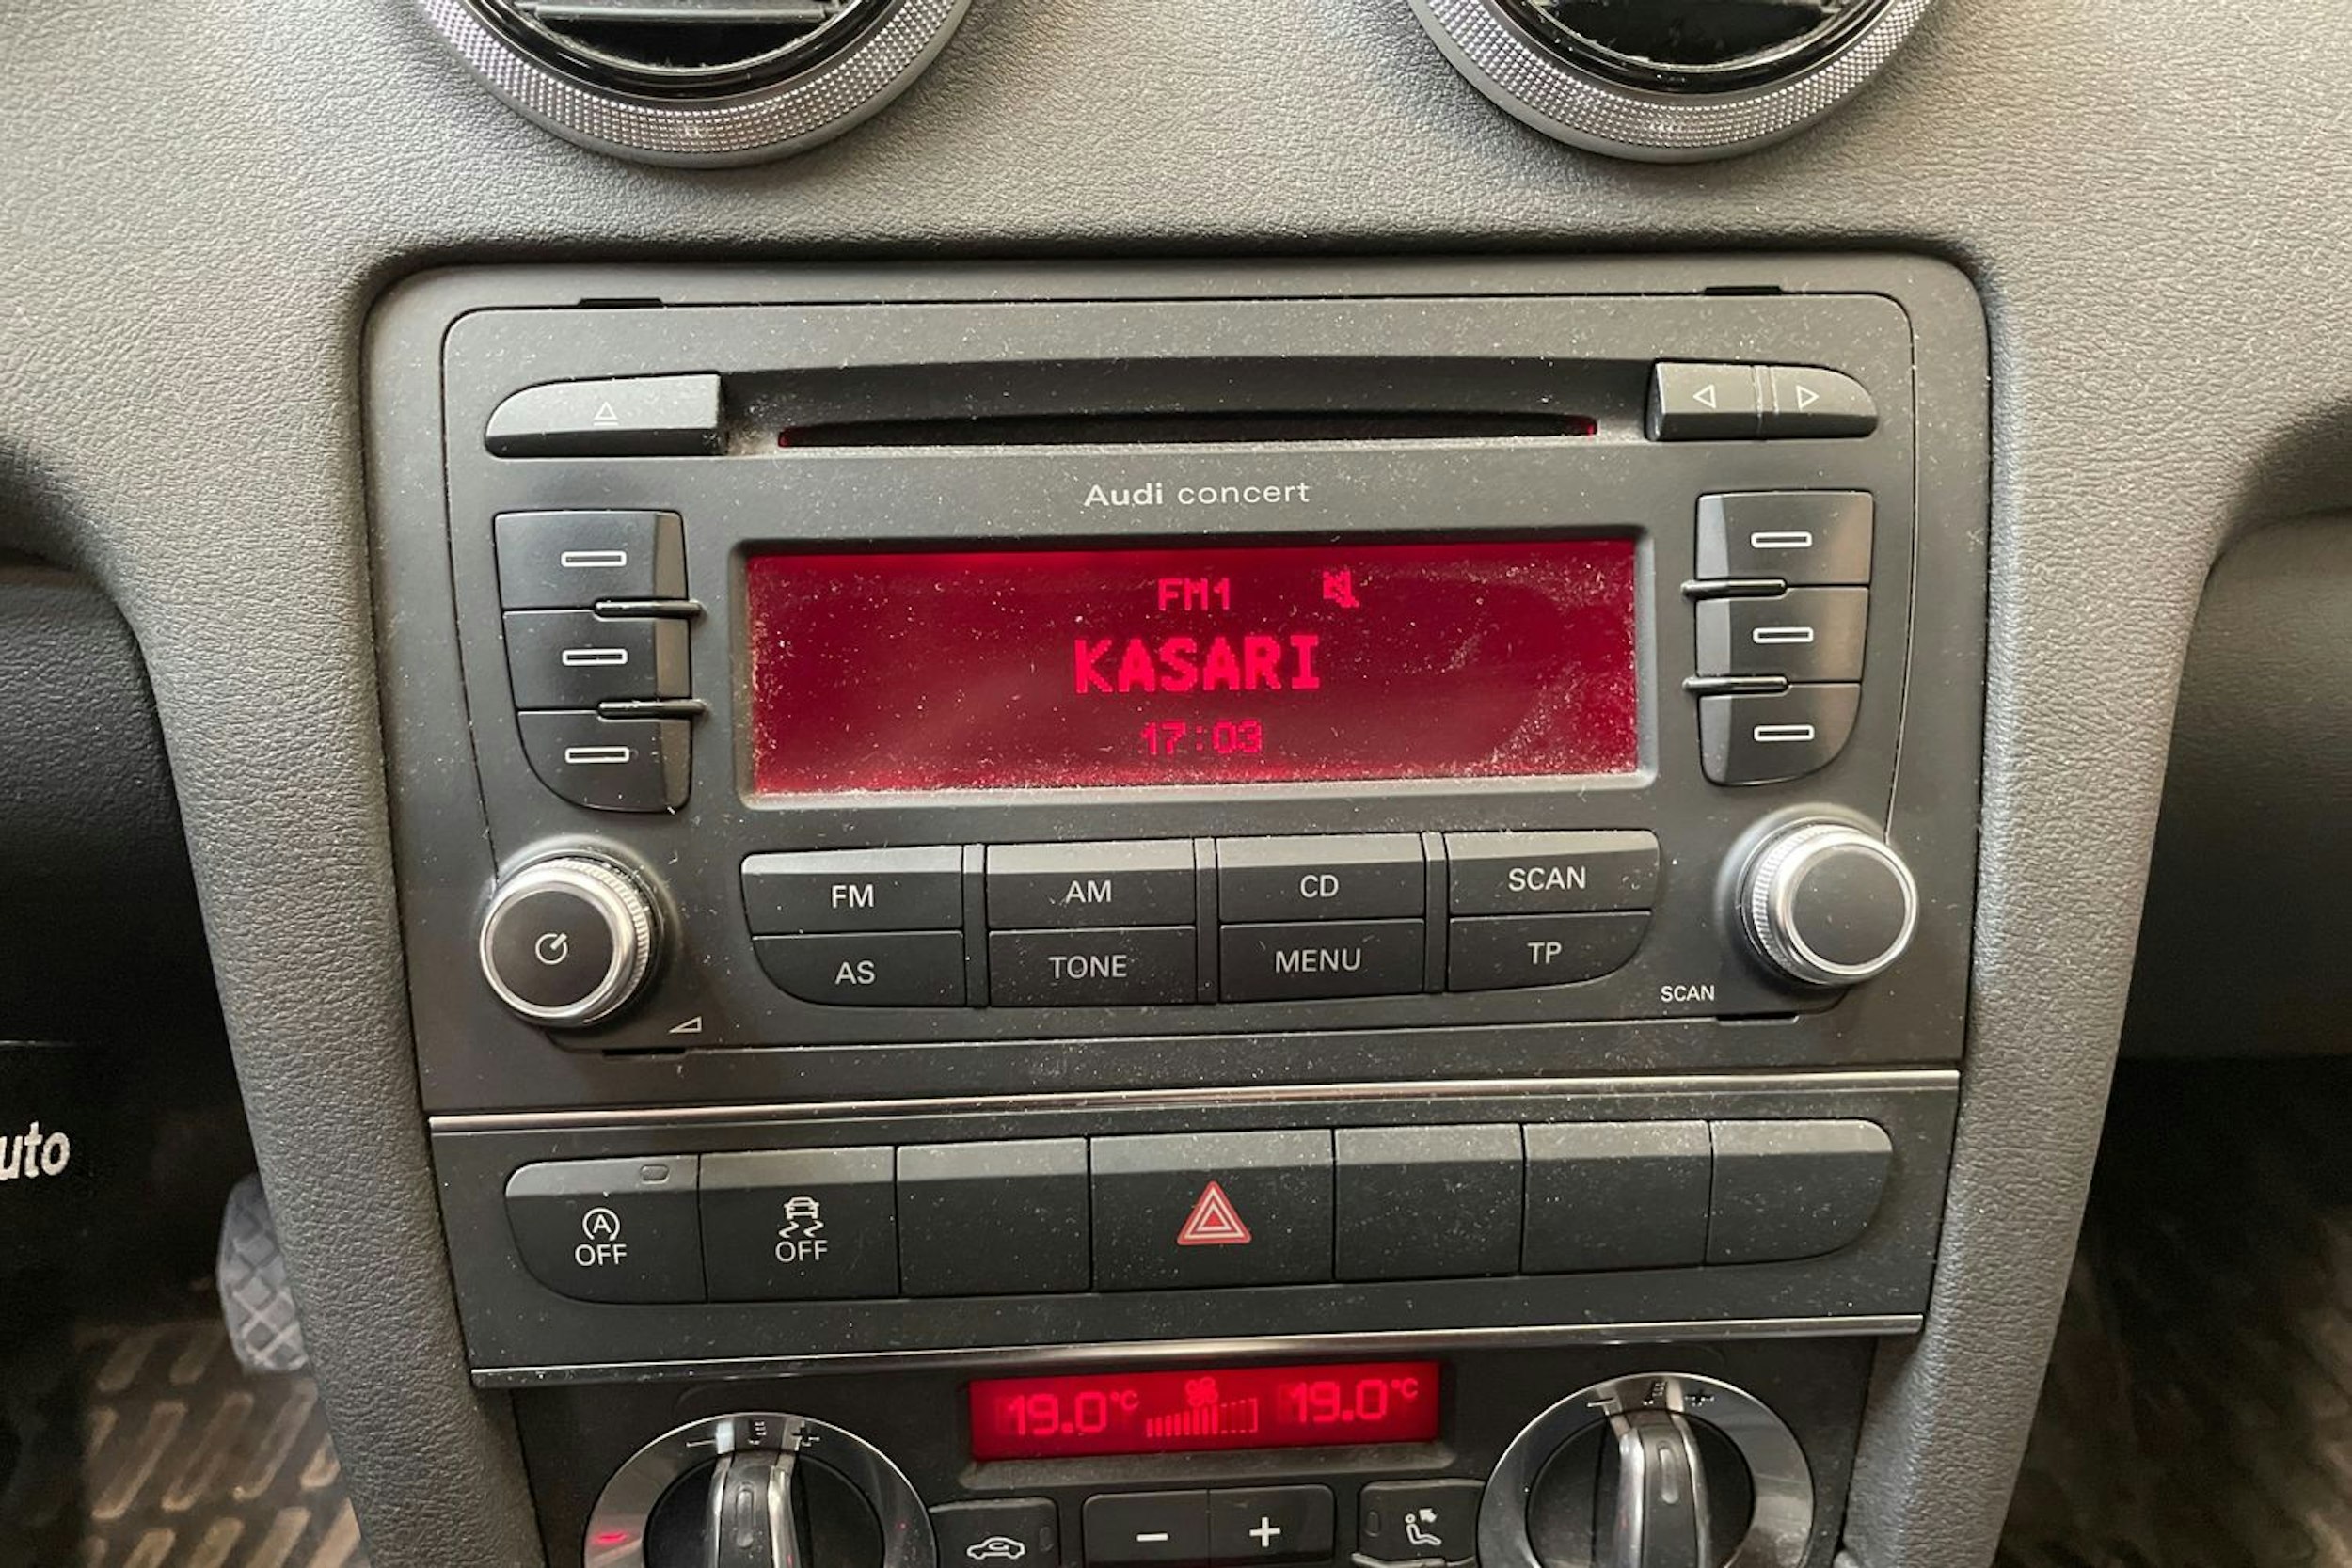 Audi concert
FM1
KASARI
17:03
FM AM CD SCAN
AS TONE MENU TP
SCAN
uto
A
OFF OFF
19.0°C 19.0°C
- +
- +
- +